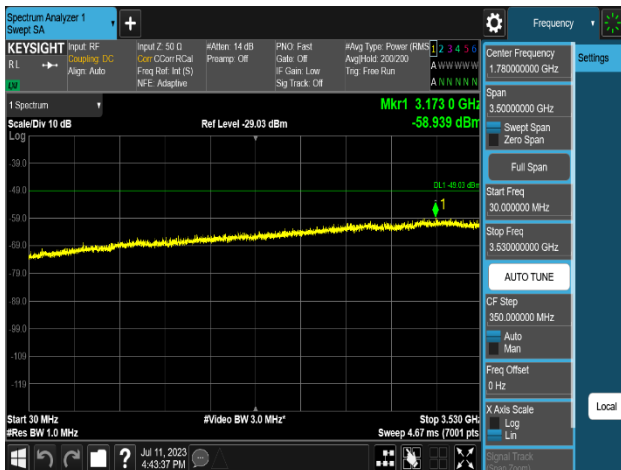 Spectrum Analyzer 1
Swept SA
+
Frequency
KEYSIGHT
RL
Input: RF
Coupling: DC
Align: Auto
Input Z: 50 Ω
Corr CCorr RCal
Freq Ref: Int (S)
NFE: Adaptive
#Atten: 14 dB
Preamp: Off
PNO: Fast
Gate: Off
IF Gain: Low
Sig Track: Off
#Avg Type: Power (RMS
Avg|Hold: 200/200
Trig: Free Run
1 2 3 4 5 6
A W W W W W
A N N N N N
1 Spectrum
Scale/Div 10 dB
Log
Ref Level -29.03 dBm
Mkr1 3.173 0 GHz
-58.939 dBm
-39.0
-49.0
-59.0
-69.0
-79.0
-89.0
-99.0
-109
-119
DL1 -49.03 dBm
1
Start 30 MHz
#Res BW 1.0 MHz
#Video BW 3.0 MHz*
Stop 3.530 GHz
Sweep 4.67 ms (7001 pts)
?
Jul 11, 2023
4:43:37 PM
Center Frequency
1.780000000 GHz
Settings
Span
3.50000000 GHz
Swept Span
Zero Span
Full Span
Start Freq
30.000000 MHz
Stop Freq
3.530000000 GHz
AUTO TUNE
CF Step
350.000000 MHz
Auto
Man
Freq Offset
0 Hz
X Axis Scale
Log
Lin
Local
Signal Track
(Span Zoom)